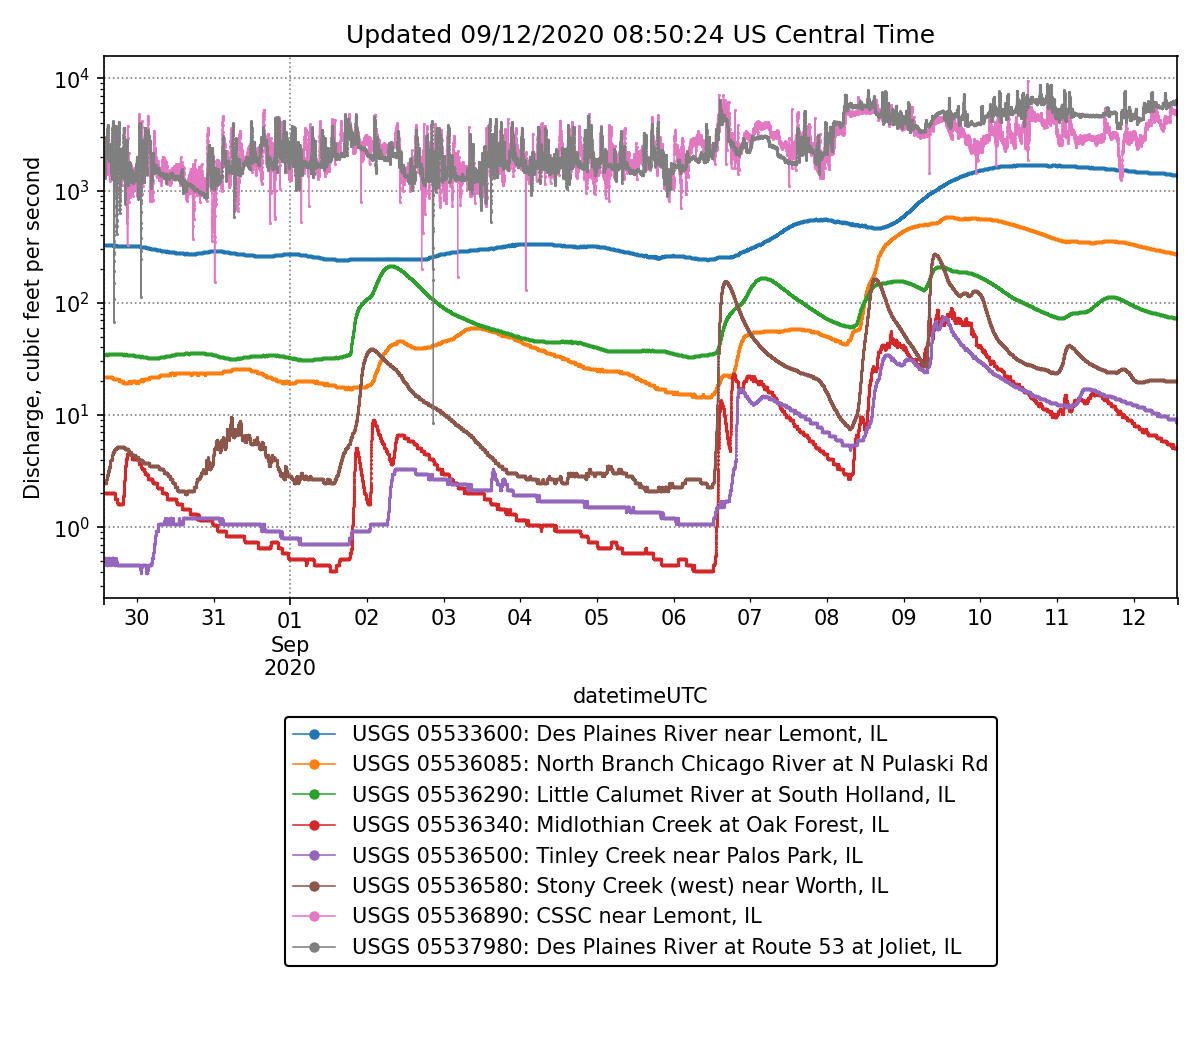 Updated 09/12/2020 08:50:24 US Central Time
Discharge, cubic feet per second
10^4
10^3
10^2
10^1
10^0
30 31 01 02 03 04 05 06 07 08 09 10 11 12
Sep
2020
datetimeUTC
USGS 05533600: Des Plaines River near Lemont, IL
USGS 05536085: North Branch Chicago River at N Pulaski Rd
USGS 05536290: Little Calumet River at South Holland, IL
USGS 05536340: Midlothian Creek at Oak Forest, IL
USGS 05536500: Tinley Creek near Palos Park, IL
USGS 05536580: Stony Creek (west) near Worth, IL
USGS 05536890: CSSC near Lemont, IL
USGS 05537980: Des Plaines River at Route 53 at Joliet, IL